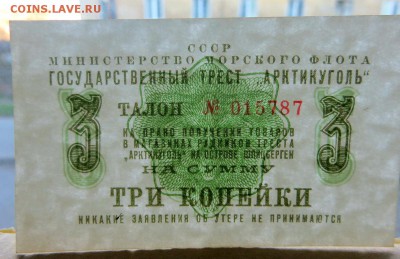 COINS.LAVE.RU
СССР
МИНИСТЕРСТВО МОРСКОГО ФЛОТА
ГОСУДАРСТВЕННЫЙ ТРЕСТ „АРКТИКУГОЛЬ"
ТАЛОН № 015787
НА ПРАВО ПОЛУЧЕНИЯ ТОВАРОВ
В МАГАЗИНАХ РУДНИКОВ ТРЕСТА
„АРКТИКУГОЛЬ" НА ОСТРОВЕ ШПИЦБЕРГЕН
НА СУММУ
3 3
ТРИ КОПЕЙКИ
НИКАКИЕ ЗАЯВЛЕНИЯ ОБ УТЕРЕ НЕ ПРИНИМАЮТСЯ